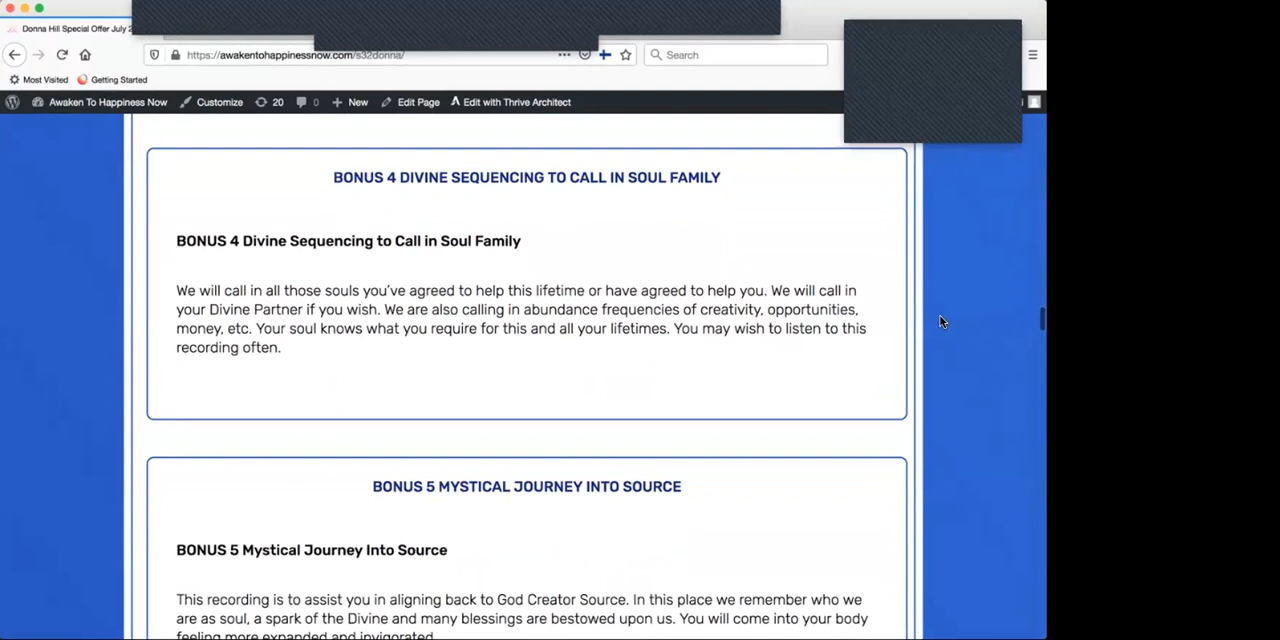 Donna Hill Special Offer July 2
https://awakentohappinessnow.com/s32donna/
Search
Most Visited Getting Started
Awaken To Happiness Now Customize 20 0 New Edit Page Edit with Thrive Architect
BONUS 4 DIVINE SEQUENCING TO CALL IN SOUL FAMILY
BONUS 4 Divine Sequencing to Call in Soul Family
We will call in all those souls you've agreed to help this lifetime or have agreed to help you. We will call in
your Divine Partner if you wish. We are also calling in abundance frequencies of creativity, opportunities,
money, etc. Your soul knows what you require for this and all your lifetimes. You may wish to listen to this
recording often.
BONUS 5 MYSTICAL JOURNEY INTO SOURCE
BONUS 5 Mystical Journey Into Source
This recording is to assist you in aligning back to God Creator Source. In this place we remember who we
are as soul, a spark of the Divine and many blessings are bestowed upon us. You will come into your body
feeling more expanded and invigorated.